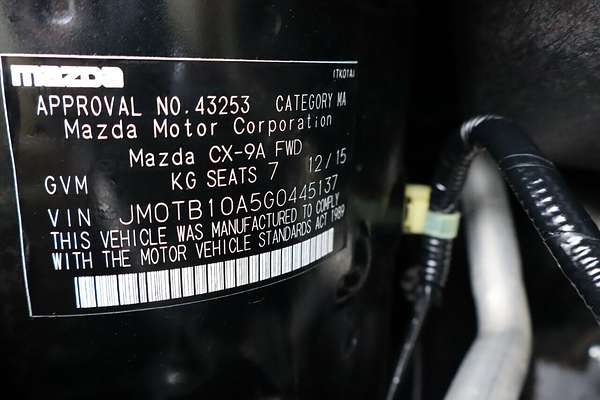 mazda
ITK01A
APPROVAL NO.43253 CATEGORY MA
Mazda Motor Corporation
Mazda CX-9A FWD
GVM KG SEATS 7 12/15
VIN JM0TB10A5G0445137
THIS VEHICLE WAS MANUFACTURED TO COMPLY
WITH THE MOTOR VEHICLE STANDARDS ACT 1989